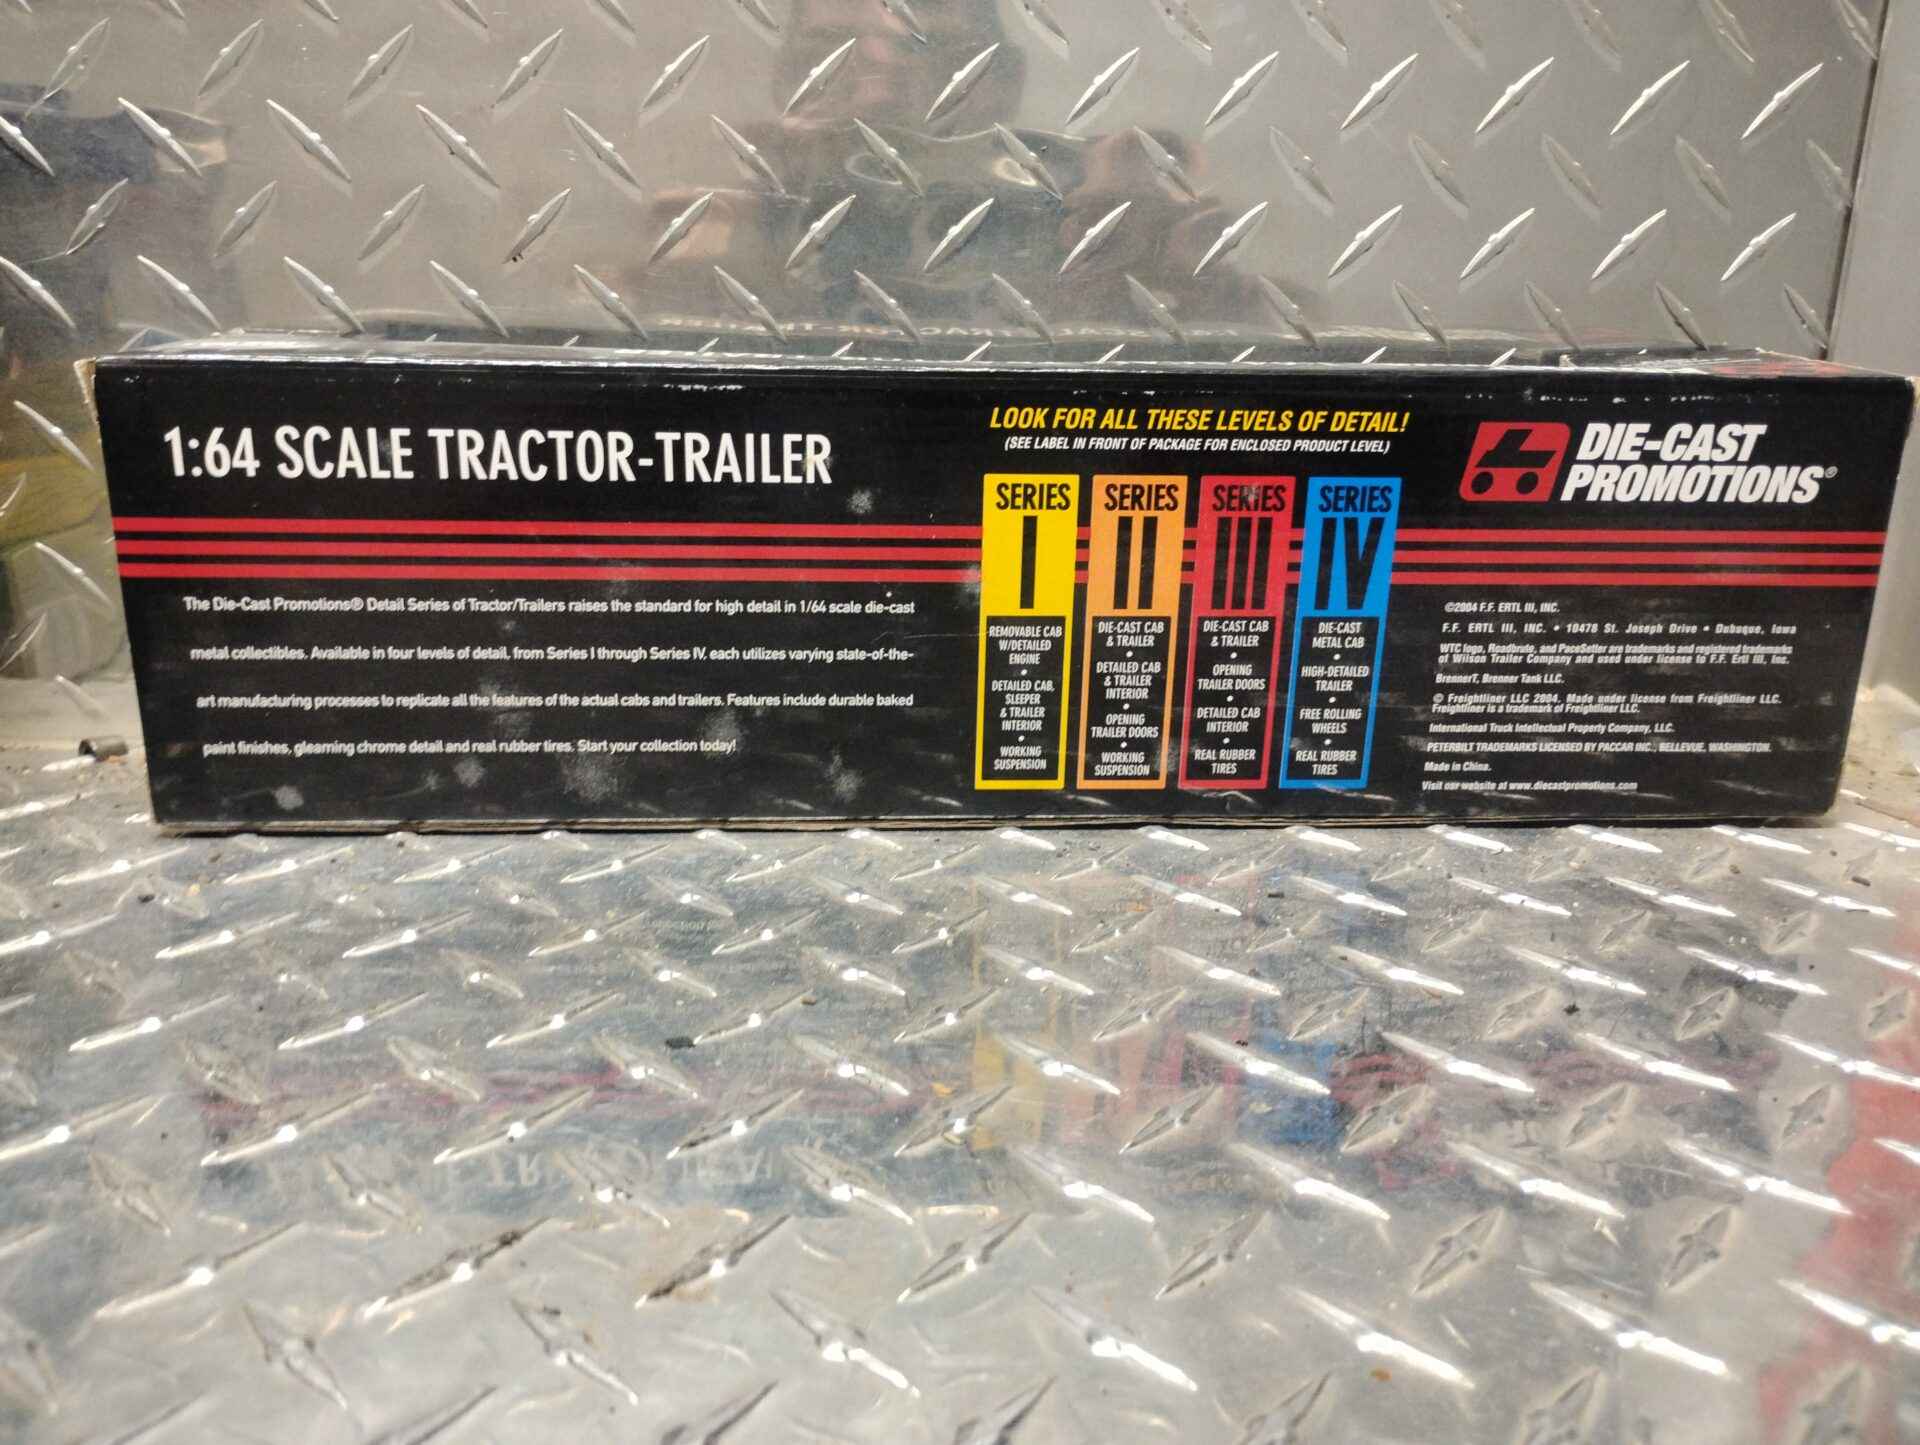 1:64 SCALE TRACTOR-TRAILER
The Die-Cast Promotions® Detail Series of Tractor/Trailers raises the standard for high detail in 1/64 scale die-cast
metal collectibles. Available in four levels of detail, from Series I through Series IV, each utilizes varying state-of-the-
art manufacturing processes to replicate all the features of the actual cabs and trailers. Features include durable baked
paint finishes, gleaming chrome detail and real rubber tires. Start your collection today!
LOOK FOR ALL THESE LEVELS OF DETAIL!
(SEE LABEL IN FRONT OF PACKAGE FOR ENCLOSED PRODUCT LEVEL)
SERIES
I
REMOVABLE CAB
W/DETAILED
ENGINE
•
DETAILED CAB,
SLEEPER
& TRAILER
INTERIOR
•
WORKING
SUSPENSION
SERIES
II
DIE-CAST CAB
& TRAILER
•
DETAILED CAB
& TRAILER
INTERIOR
•
OPENING
TRAILER DOORS
•
WORKING
SUSPENSION
SERIES
III
DIE-CAST CAB
& TRAILER
•
OPENING
TRAILER DOORS
•
DETAILED CAB
INTERIOR
•
REAL RUBBER
TIRES
SERIES
IV
DIE-CAST
METAL CAB
•
HIGH-DETAILED
TRAILER
•
FREE ROLLING
WHEELS
•
REAL RUBBER
TIRES
DIE-CAST
PROMOTIONS®
©2004 F.F. ERTL III, INC.
F.F. ERTL III, INC. • 10478 St. Joseph Drive • Dubuque, Iowa
WTC logo, Roadbrute, and PaceSetter are trademarks and registered trademarks
of Wilson Trailer Company and used under license to F.F. Ertl III, Inc.
BrennerT, Brenner Tank LLC.
© Freightliner LLC 2004. Made under license from Freightliner LLC.
Freightliner is a trademark of Freightliner LLC.
International Truck Intellectual Property Company, LLC.
PETERBILT TRADEMARKS LICENSED BY PACCAR INC., BELLEVUE, WASHINGTON.
Made in China.
Visit our website at www.diecastpromotions.com